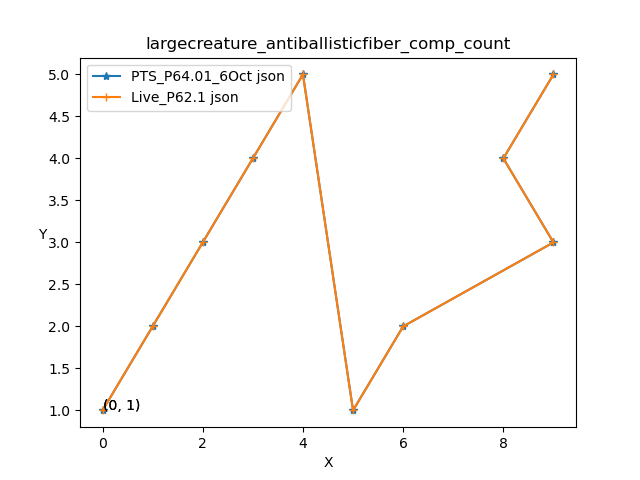 largecreature_antiballisticfiber_comp_count
PTS_P64.01_6Oct json
Live_P62.1 json
5.0
4.5
4.0
3.5
3.0
2.5
2.0
1.5
1.0
Y
(0, 1)
0 2 4 6 8
X